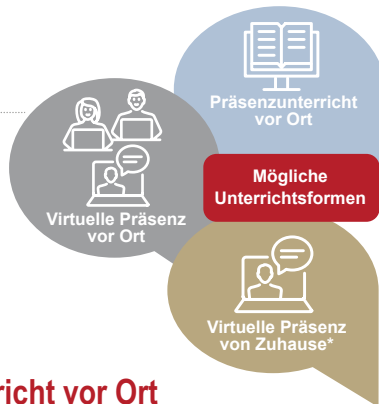 Präsenzunterricht
vor Ort
Mögliche
Unterrichtsformen
Virtuelle Präsenz
vor Ort
Virtuelle Präsenz
von Zuhause*
richt vor Ort